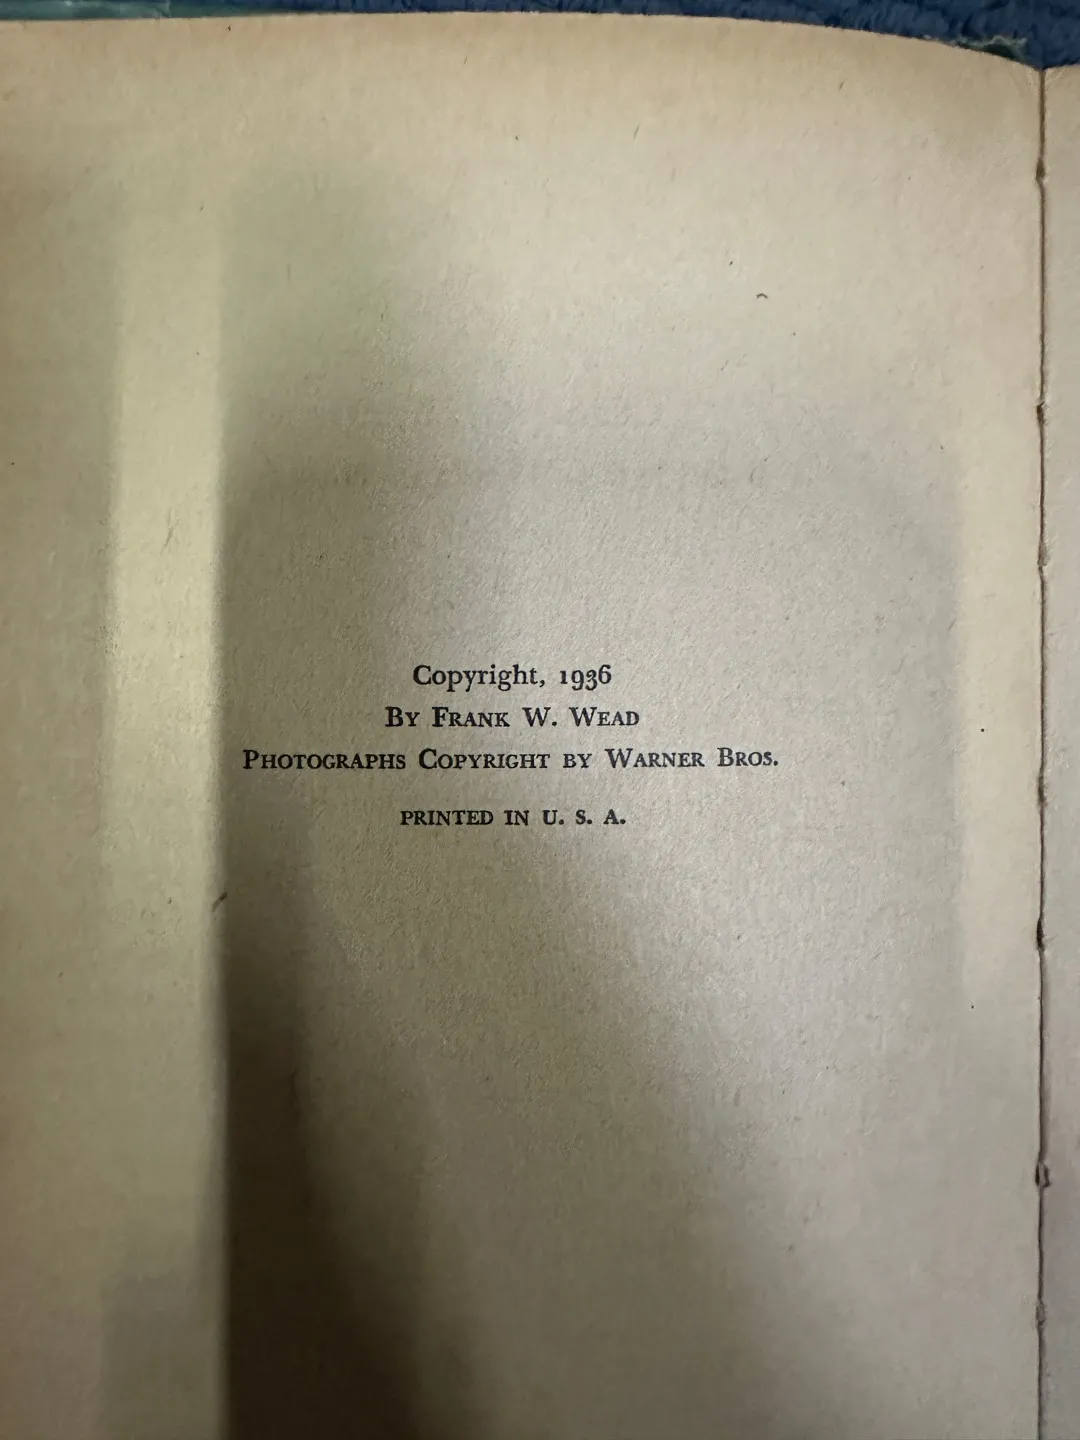 Copyright, 1936
By Frank W. Wead
Photographs Copyright by Warner Bros.
PRINTED IN U. S. A.